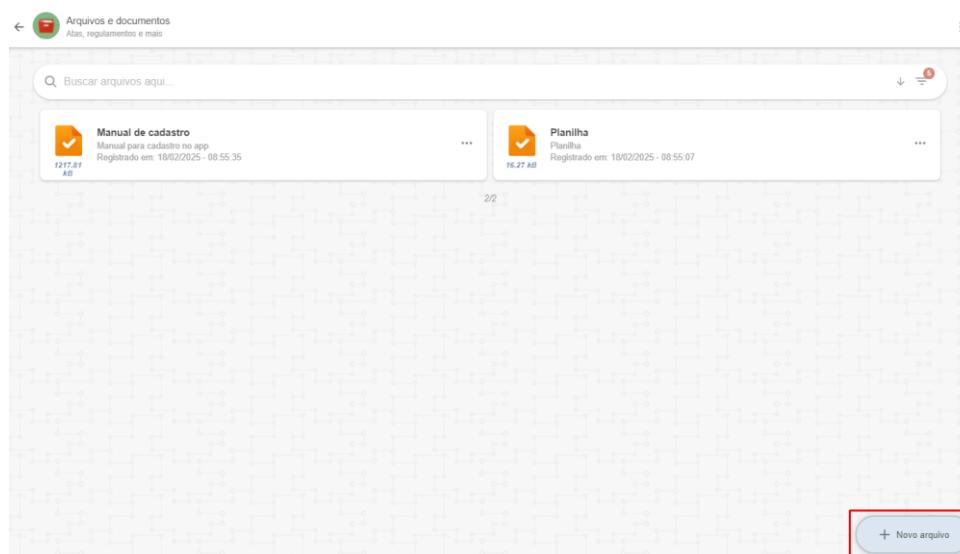 Arquivos e documentos
Atas, regulamentos e mais
Buscar arquivos aqui...
5
Manual de cadastro
Manual para cadastro no app
Registrado em: 18/02/2025 - 08:55:35
1217.81
kB
Planilha
Planilha
Registrado em: 18/02/2025 - 08:55:07
16.27 kB
2/2
+ Novo arquivo